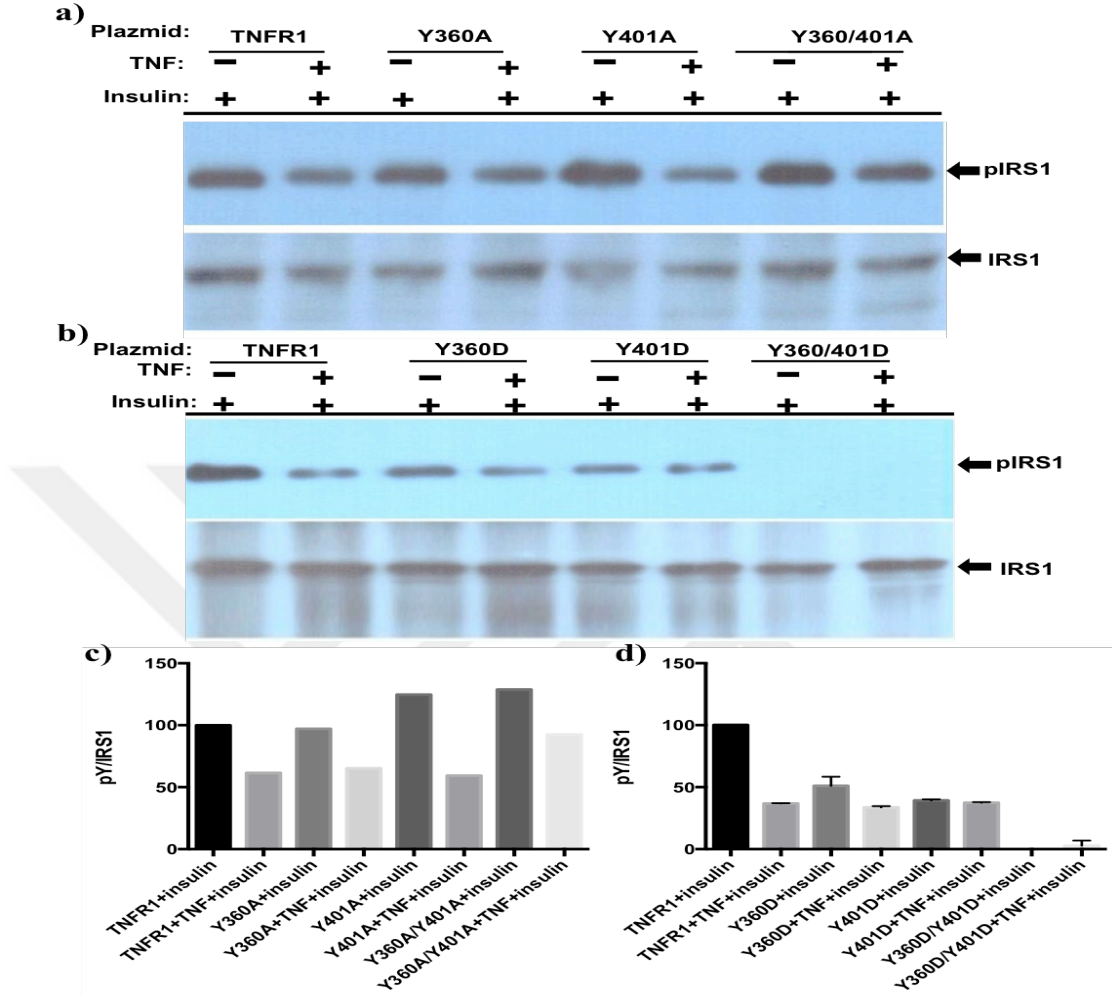 a)
Plazmid: TNFR1 Y360A Y401A Y360/401A
TNF: − + − + − + − +
Insulin: + + + + + + + +
pIRS1
IRS1
b)
Plazmid: TNFR1 Y360D Y401D Y360/401D
TNF: − + − + − + − +
Insulin: + + + + + + + +
pIRS1
IRS1
c)
150
100
50
0
pY/IRS1
TNFR1+insulin
TNFR1+TNF+insulin
Y360A+insulin
Y360A+TNF+insulin
Y401A+insulin
Y401A+TNF+insulin
Y360A/Y401A+insulin
Y360A/Y401A+TNF+insulin
d)
150
100
50
0
pY/IRS1
TNFR1+insulin
TNFR1+TNF+insulin
Y360D+insulin
Y360D+TNF+insulin
Y401D+insulin
Y401D+TNF+insulin
Y360D/Y401D+insulin
Y360D/Y401D+TNF+insulin